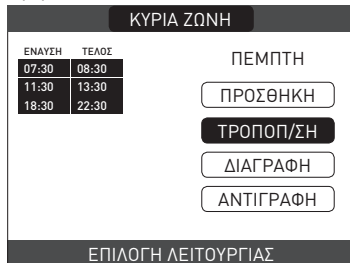 ΚΥΡΙΑ ΖΩΝΗ
ΕΝΑΥΣΗ ΤΕΛΟΣ
07:30 08:30
11:30 13:30
18:30 22:30
ΠΕΜΠΤΗ
ΠΡΟΣΘΗΚΗ
ΤΡΟΠΟΠ/ΣΗ
ΔΙΑΓΡΑΦΗ
ΑΝΤΙΓΡΑΦΗ
ΕΠΙΛΟΓΗ ΛΕΙΤΟΥΡΓΙΑΣ